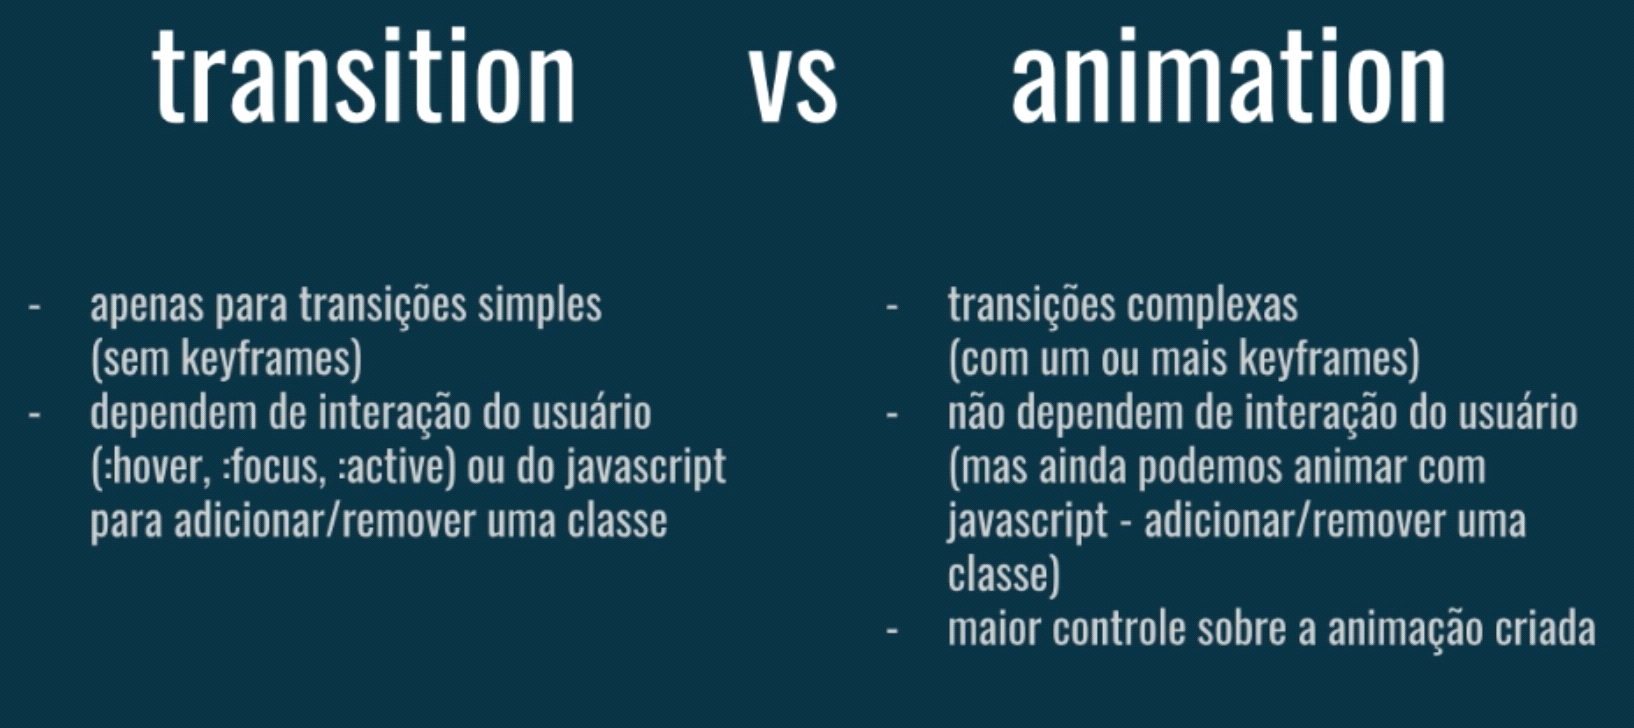 transition vs animation
- apenas para transições simples
(sem keyframes)
- dependem de interação do usuário
(:hover, :focus, :active) ou do javascript
para adicionar/remover uma classe
- transições complexas
(com um ou mais keyframes)
- não dependem de interação do usuário
(mas ainda podemos animar com
javascript - adicionar/remover uma
classe)
- maior controle sobre a animação criada